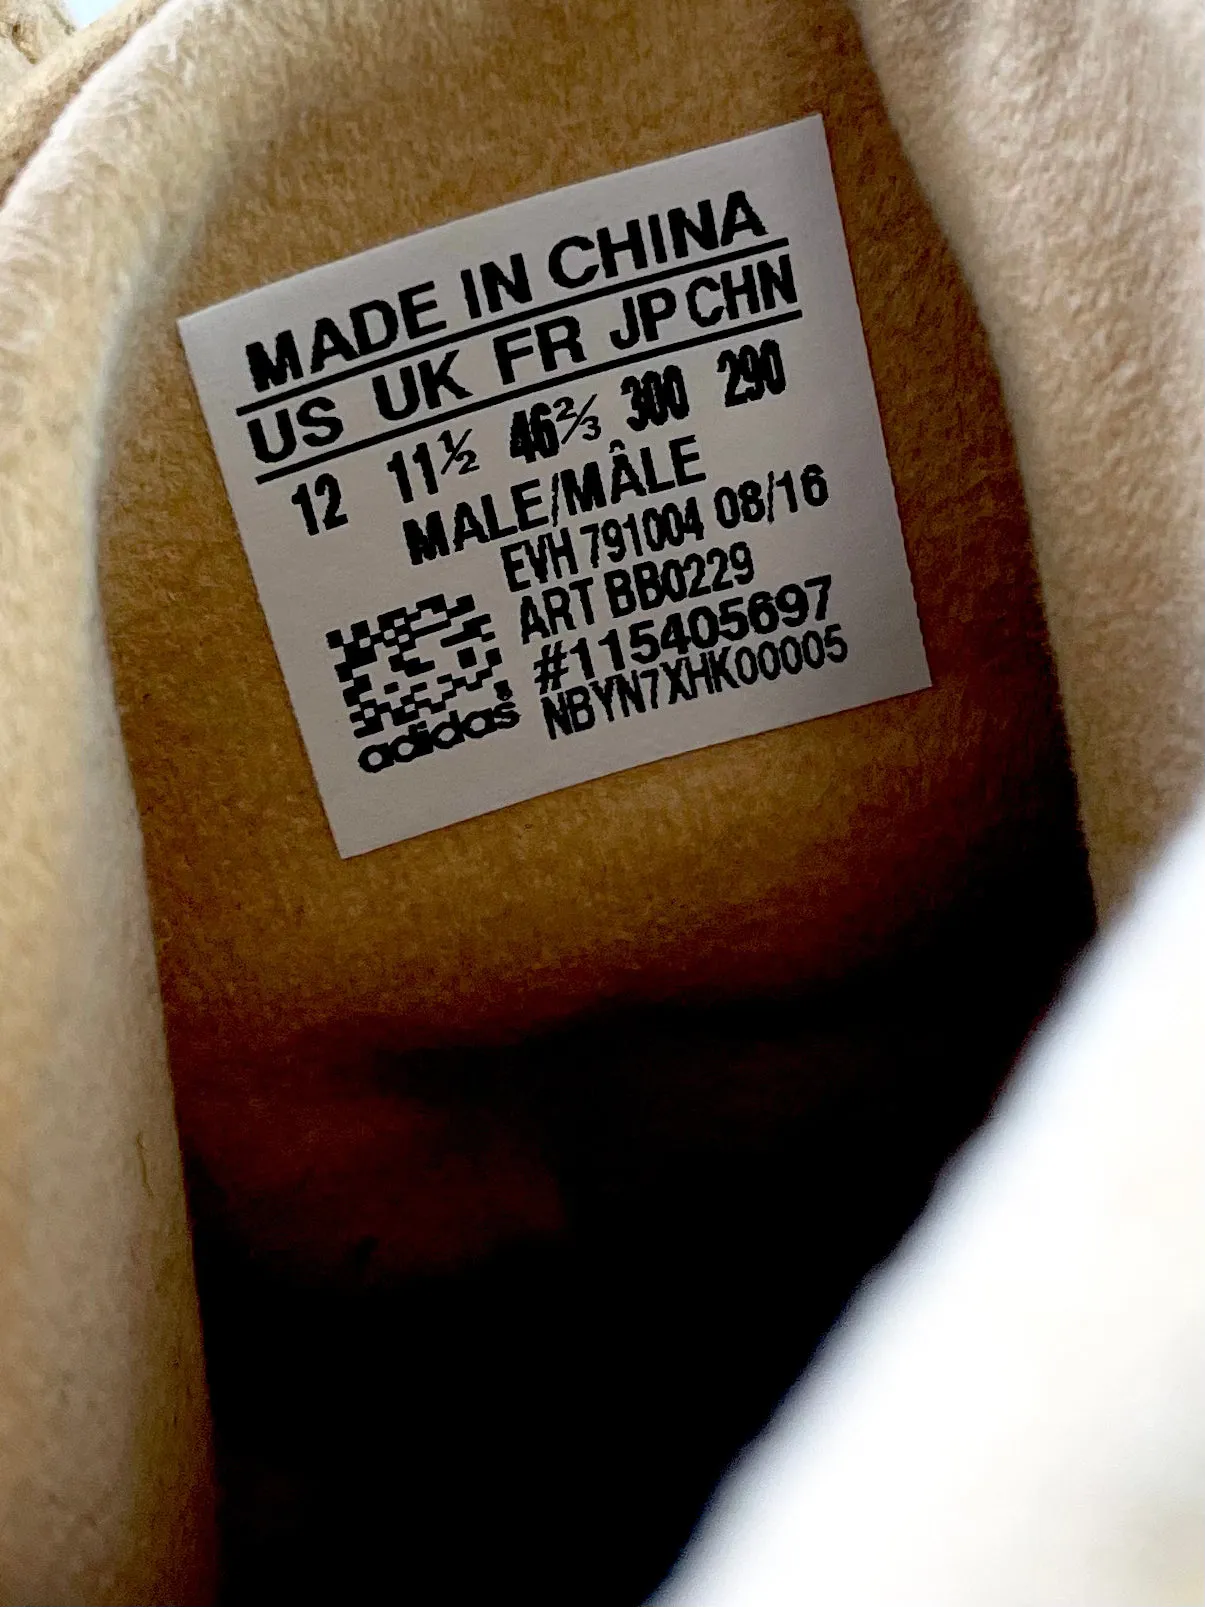 MADE IN CHINA
US UK FR JP CHN
12 11½ 46⅔ 300 290
MALE/MÂLE
EVH 791004 08/16
ART BB0229
#115405697
adidas NBYN7XHK00005